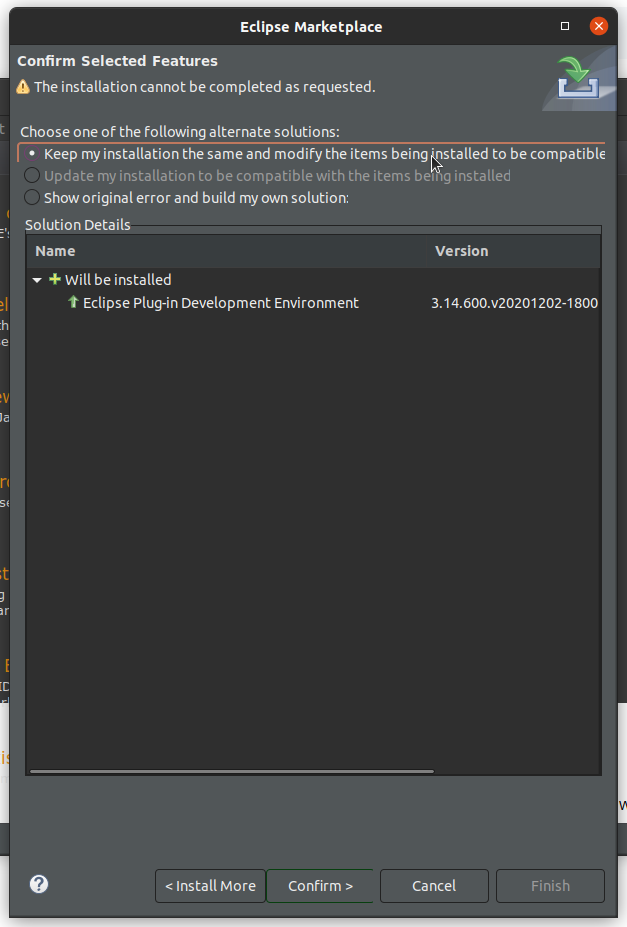 Eclipse Marketplace
Confirm Selected Features
The installation cannot be completed as requested.
Choose one of the following alternate solutions:
Keep my installation the same and modify the items being installed to be compatible
Update my installation to be compatible with the items being installed
Show original error and build my own solution:
Solution Details
Name Version
Will be installed
Eclipse Plug-in Development Environment 3.14.600.v20201202-1800
< Install More Confirm > Cancel Finish